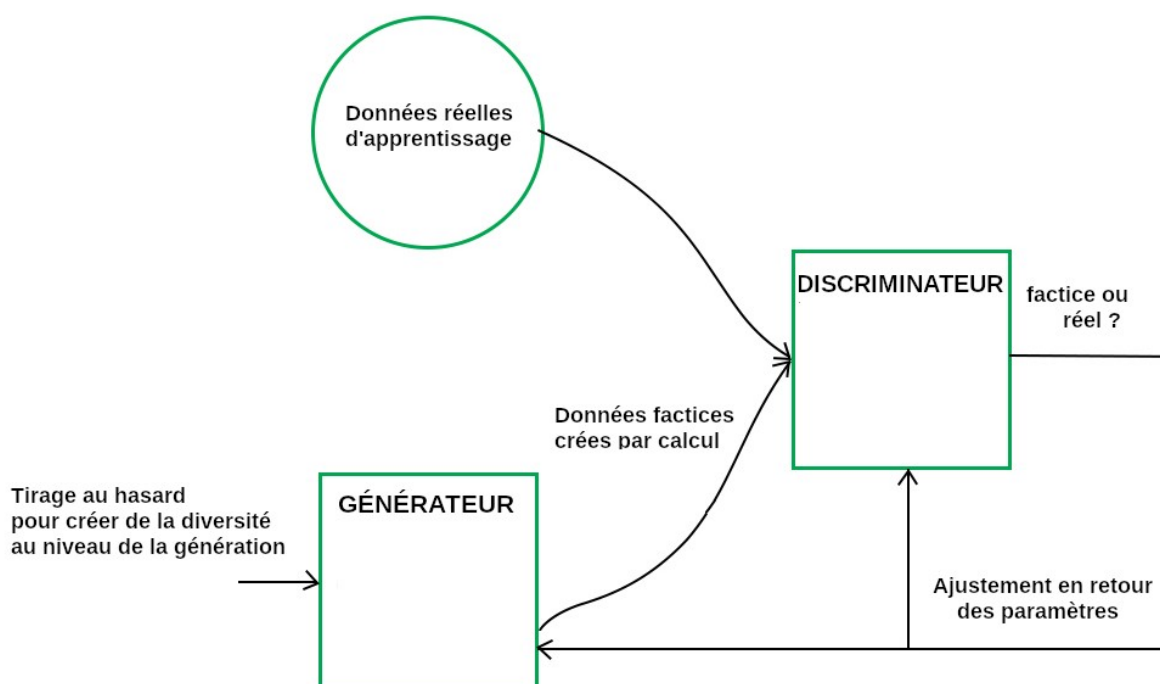 Données réelles
d'apprentissage
DISCRIMINATEUR
factice ou
réel ?
Données factices
crées par calcul
Tirage au hasard
pour créer de la diversité
au niveau de la génération
GÉNÉRATEUR
Ajustement en retour
des paramètres